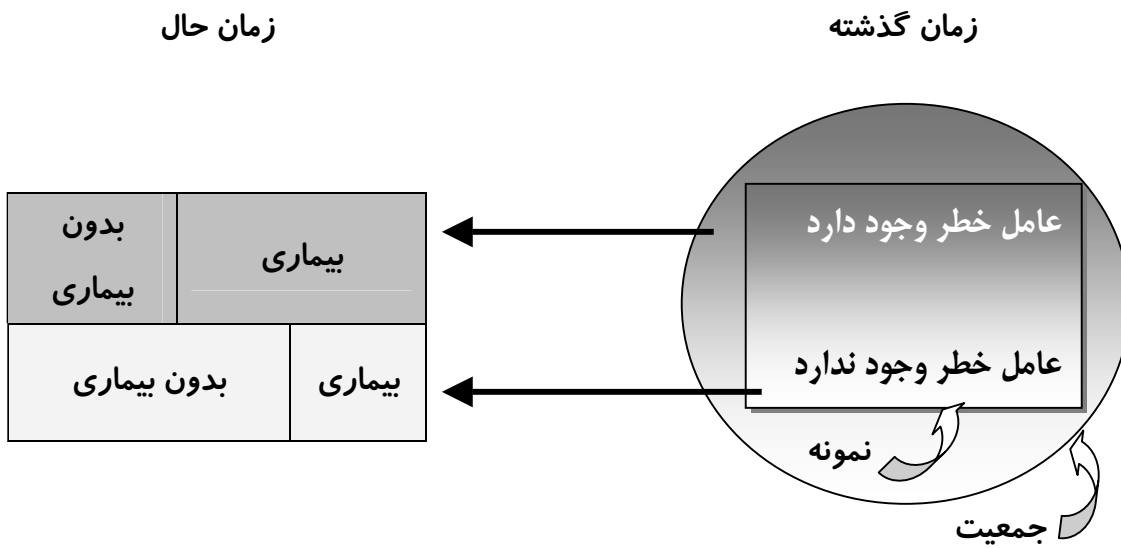 زمان گذشته
زمان حال
عامل خطر وجود دارد
بدون
بیماری
بیماری
عامل خطر وجود ندارد
بیماری
بدون بیماری
نمونه
جمعیت